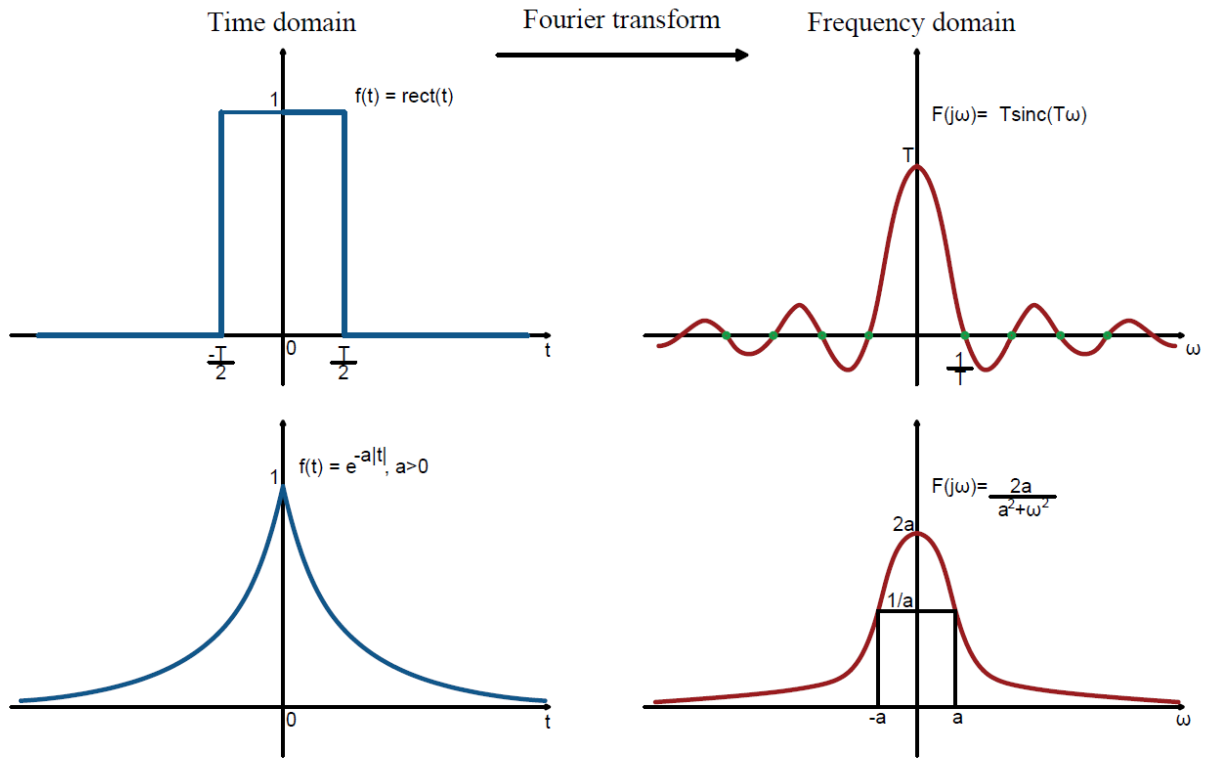 Time domain
Fourier transform
Frequency domain
1
f(t) = rect(t)
-T
2
0
T
2
t
F(jω)= Tsinc(Tω)
T
1
T
ω
f(t) = e^-a|t|, a>0
1
0
t
F(jω)= 2a
a²+ω²
2a
1/a
-a
a
ω